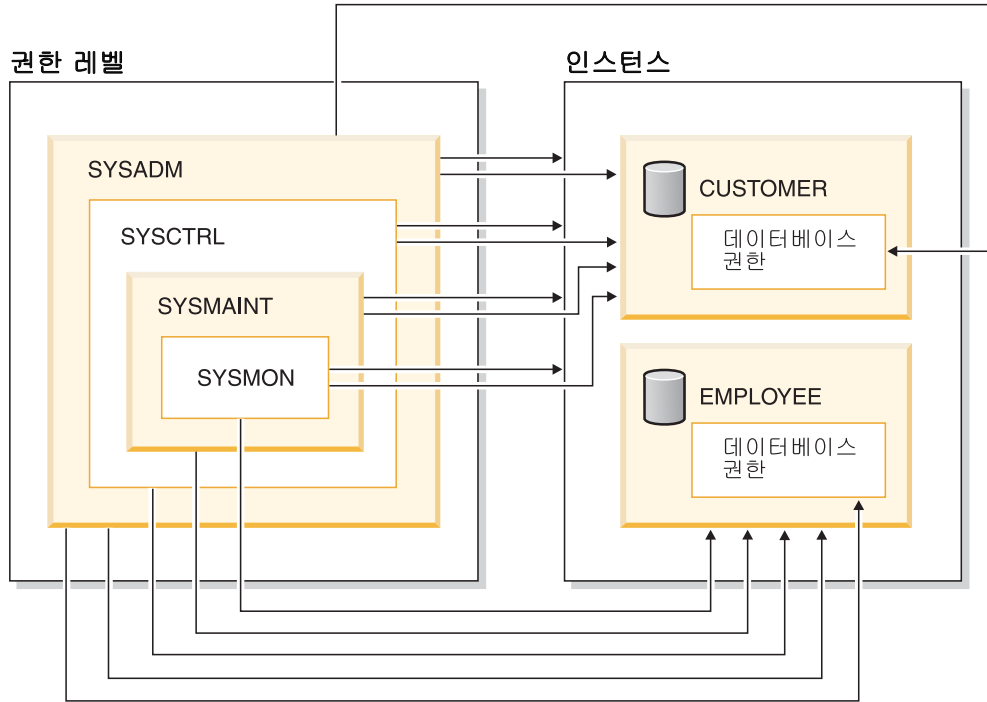 권한 레벨
SYSADM
SYSCTRL
SYSMAINT
SYSMON
인스턴스
CUSTOMER
데이터베이스
권한
EMPLOYEE
데이터베이스
권한